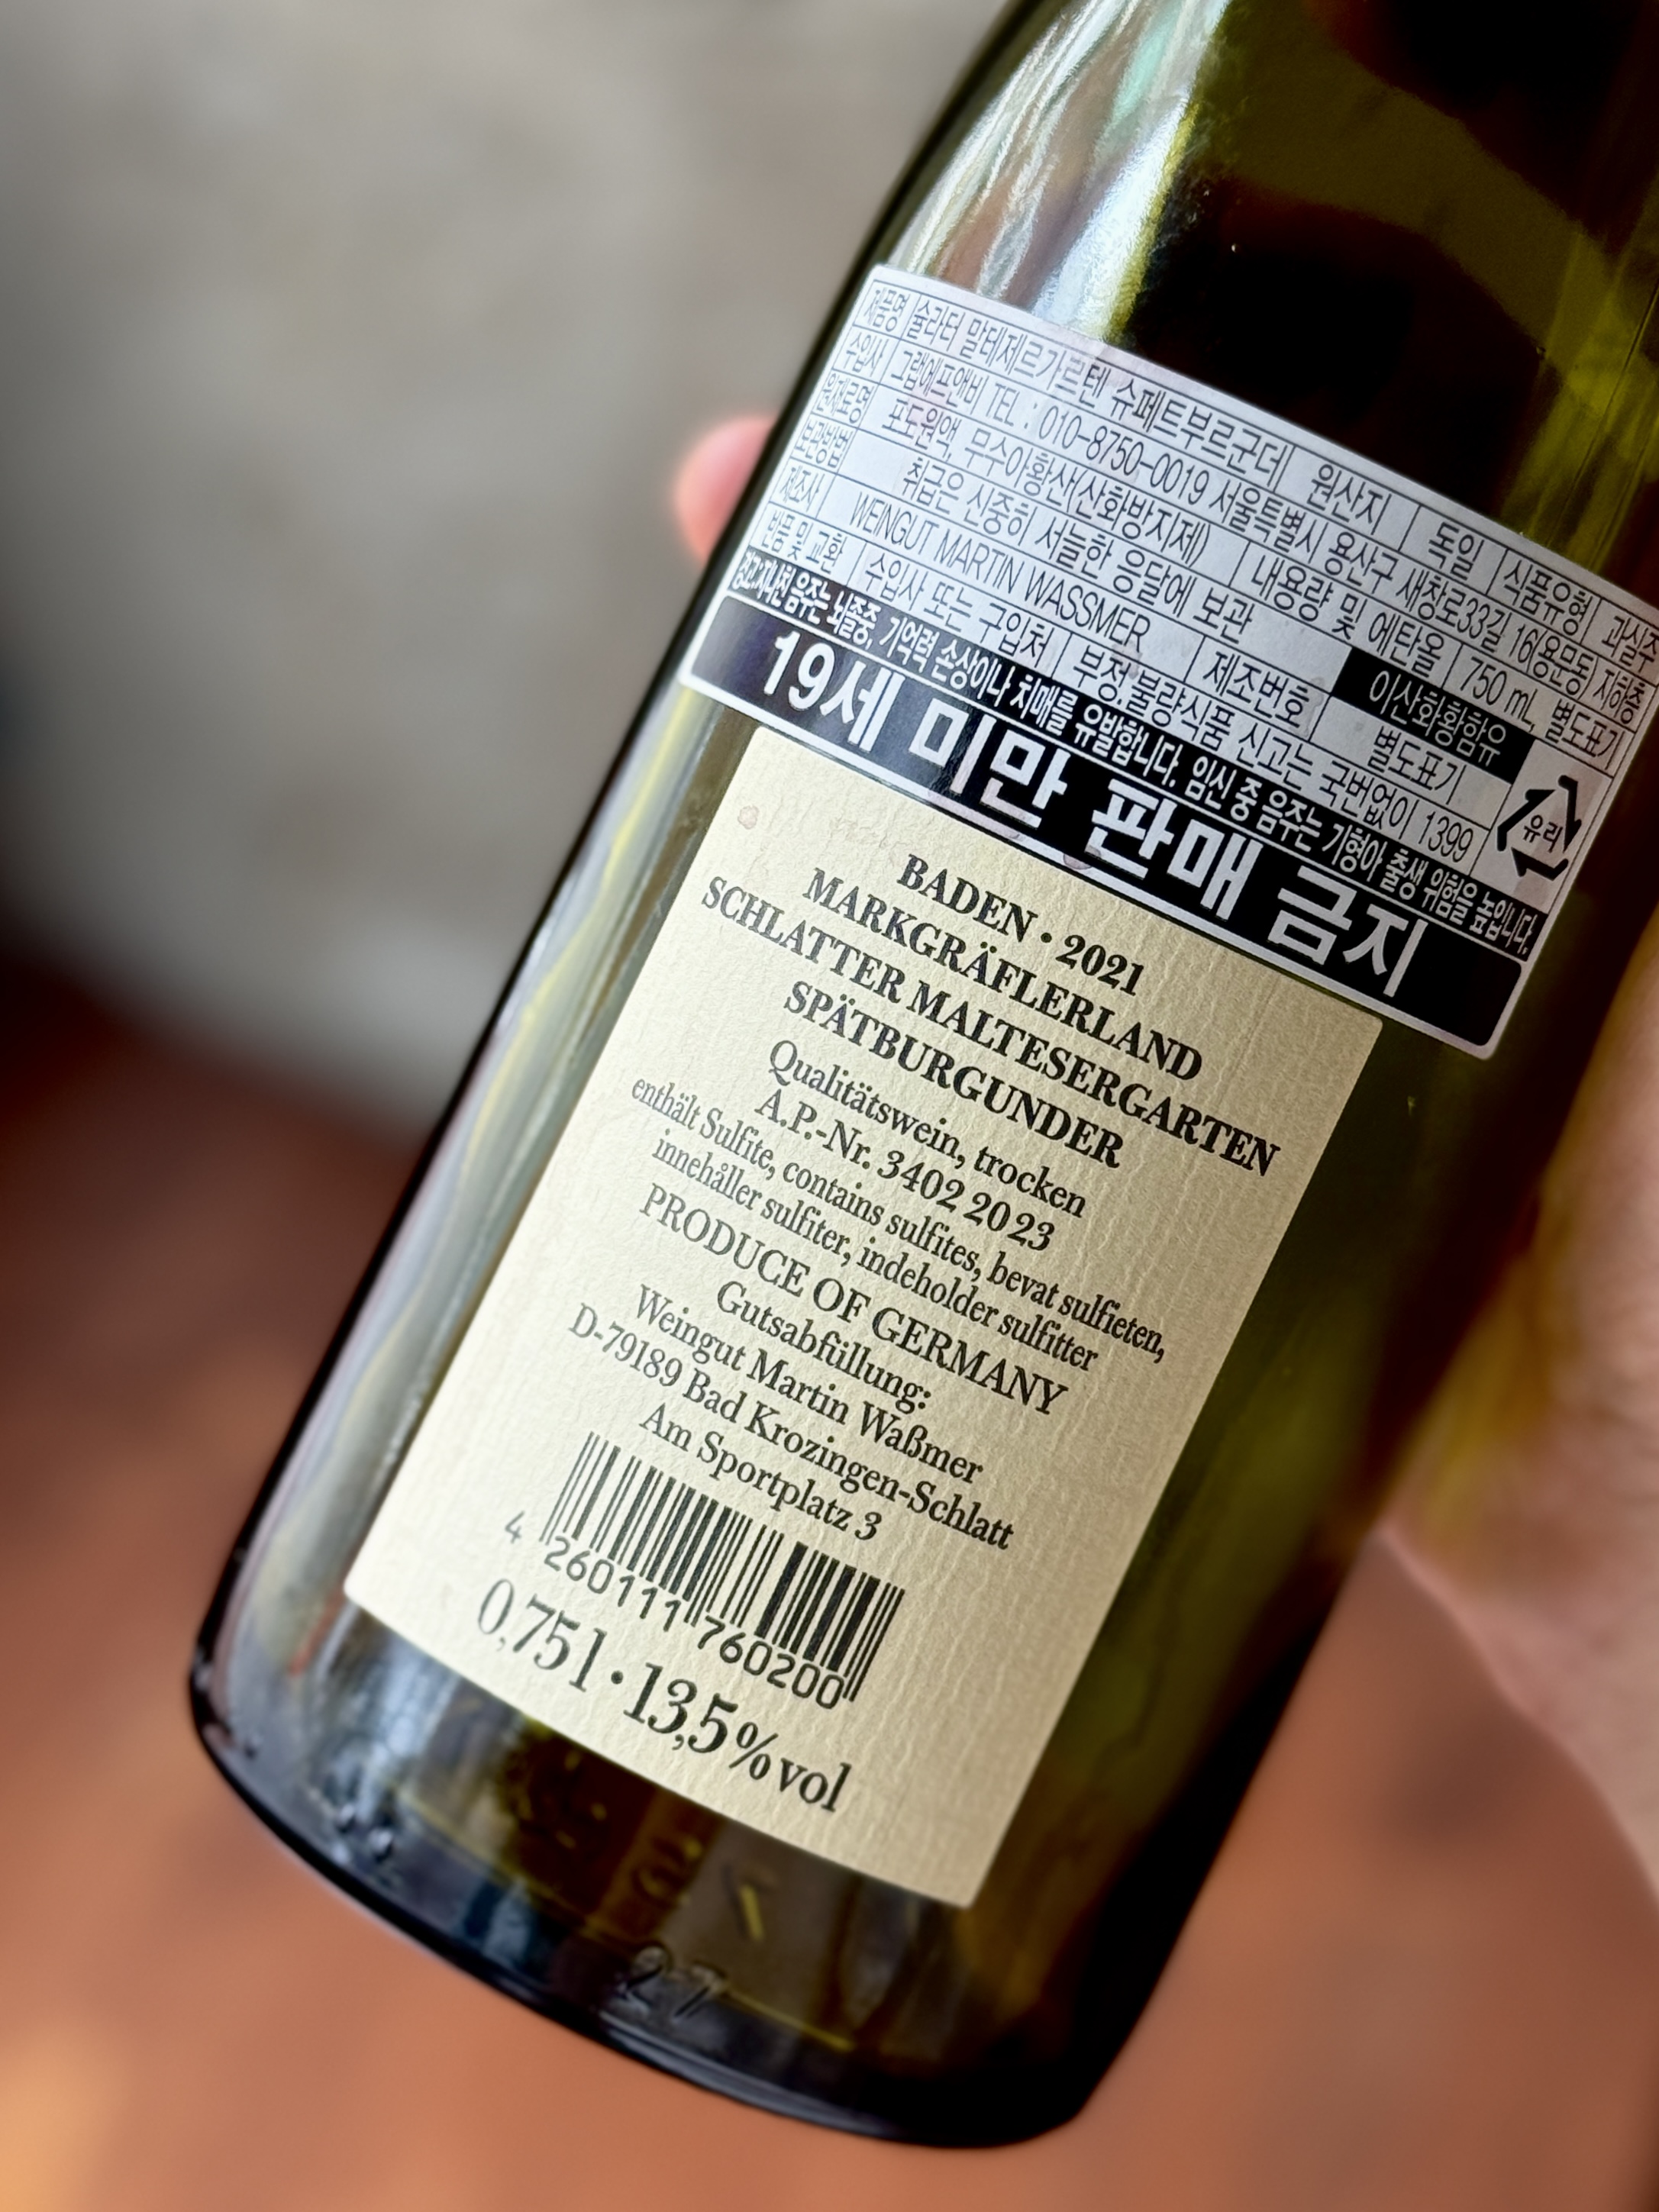 제품명 슐라터 말테제르가르텐 슈페트부르군더 원산지 독일 식품유형 과실주
수입사 그랩에프앤비 TEL : 010-8750-0019 서울특별시 용산구 새창로33길 16(용문동) 지하층
원재료명 포도원액, 무수아황산(산화방지제) 내용량 및 에탄올 750 mL 별도표기
보관방법 취급은 신중히 서늘한 응달에 보관 이산화황함유
제조사 WEINGUT MARTIN WASSMER 제조번호 별도표기
반품 및 교환 수입사 또는 구입처 부정.불량식품 신고는 국번없이 1399
경고:지나친 음주는 뇌졸중, 기억력 손상이나 치매를 유발합니다. 임신 중 음주는 기형아 출생 위험을 높입니다.
유리
19세 미만 판매 금지
BADEN • 2021
MARKGRÄFLERLAND
SCHLATTER MALTESERGARTEN
SPÄTBURGUNDER
Qualitätswein, trocken
A.P.-Nr. 3402 20 23
enthält Sulfite, contains sulfites, bevat sulfieten,
innehåller sulfiter, indeholder sulfitter
PRODUCE OF GERMANY
Gutsabfüllung:
Weingut Martin Waßmer
D-79189 Bad Krozingen-Schlatt
Am Sportplatz 3
4 260111 760200
0,75 l • 13,5 % vol
27